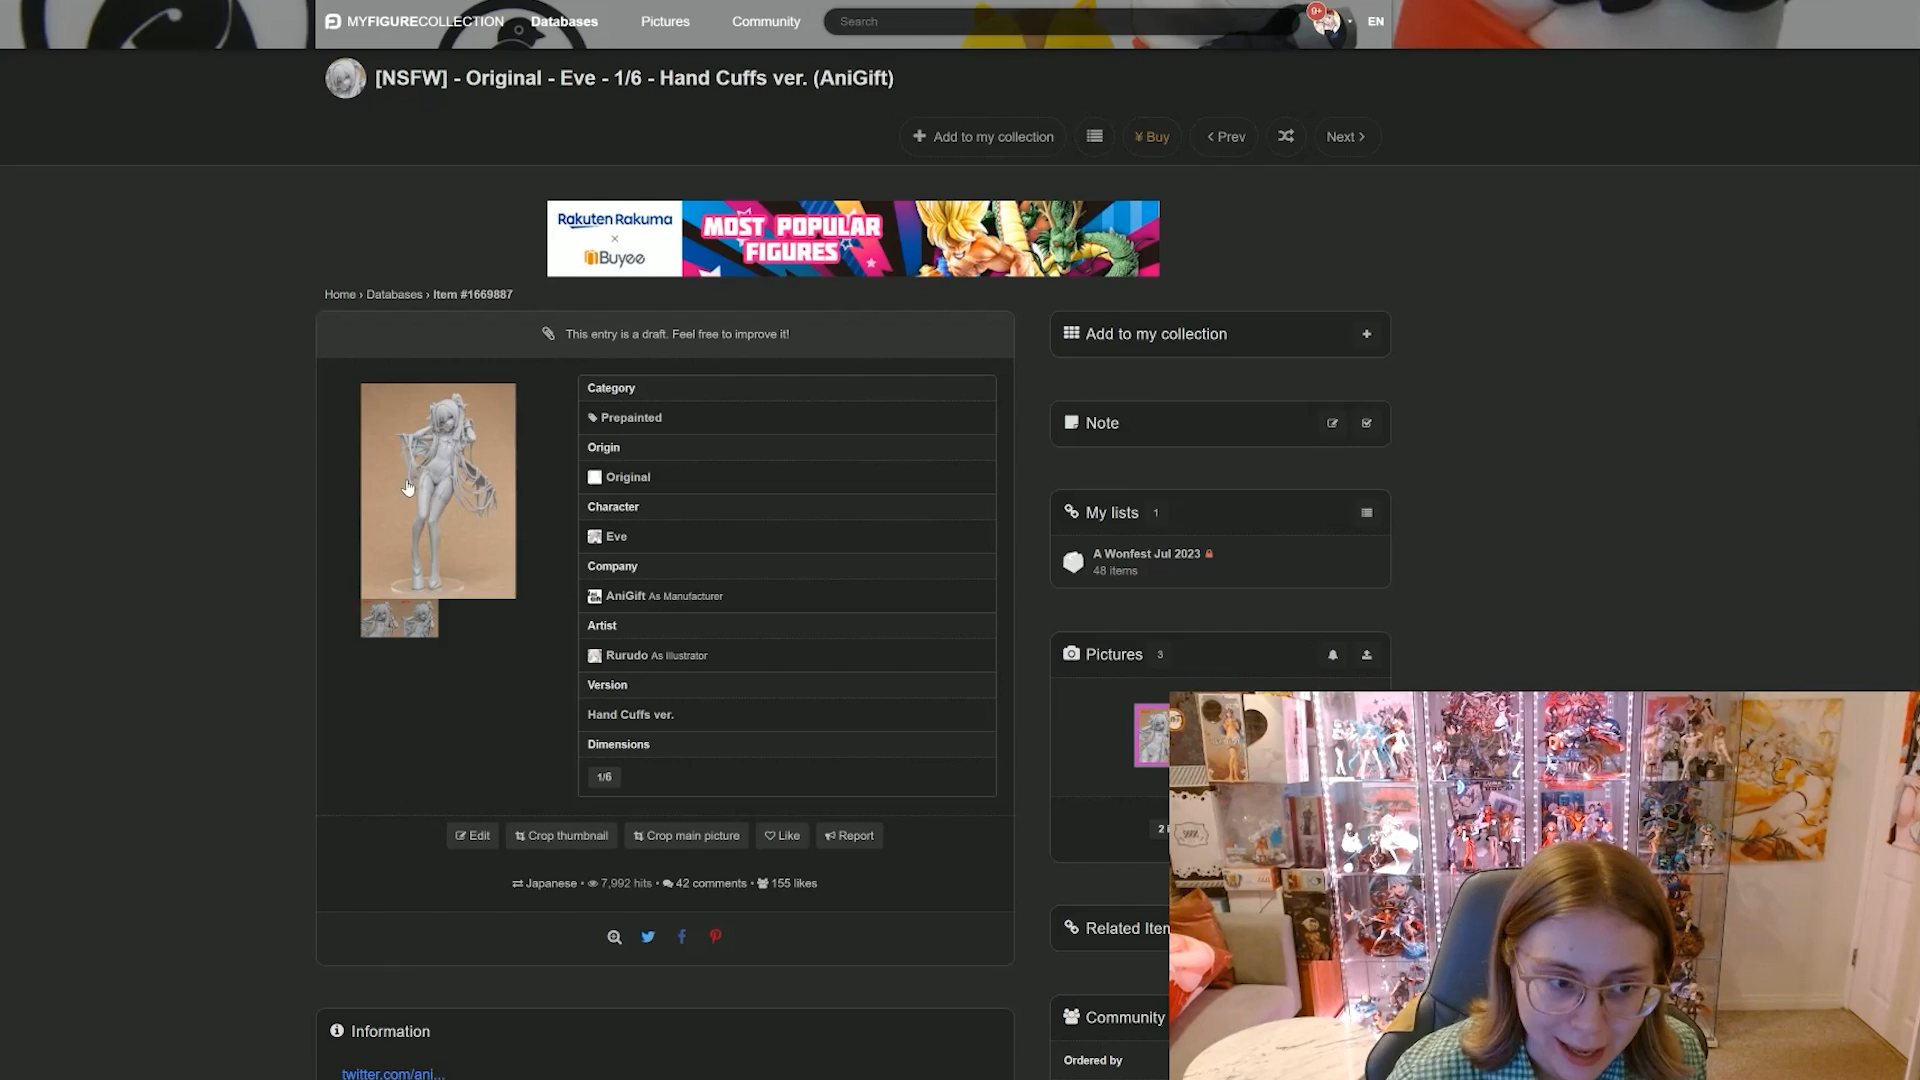 MYFIGURECOLLECTION Databases Pictures Community Search 9+ EN
[NSFW] - Original - Eve - 1/6 - Hand Cuffs ver. (AniGift)
Add to my collection ¥ Buy Prev Next
Rakuten Rakuma
×
Buyee
MOST POPULAR
FIGURES
Home › Databases › Item #1669887
This entry is a draft. Feel free to improve it!
Category
Prepainted
Origin
Original
Character
Eve
Company
AniGift As Manufacturer
Artist
Rurudo As Illustrator
Version
Hand Cuffs ver.
Dimensions
1/6
Edit Crop thumbnail Crop main picture Like Report
Japanese • 7,992 hits • 42 comments • 155 likes
Information
twitter.com/ani...
Add to my collection
Note
My lists 1
A Wonfest Jul 2023
48 items
Pictures 3
Community
Ordered by